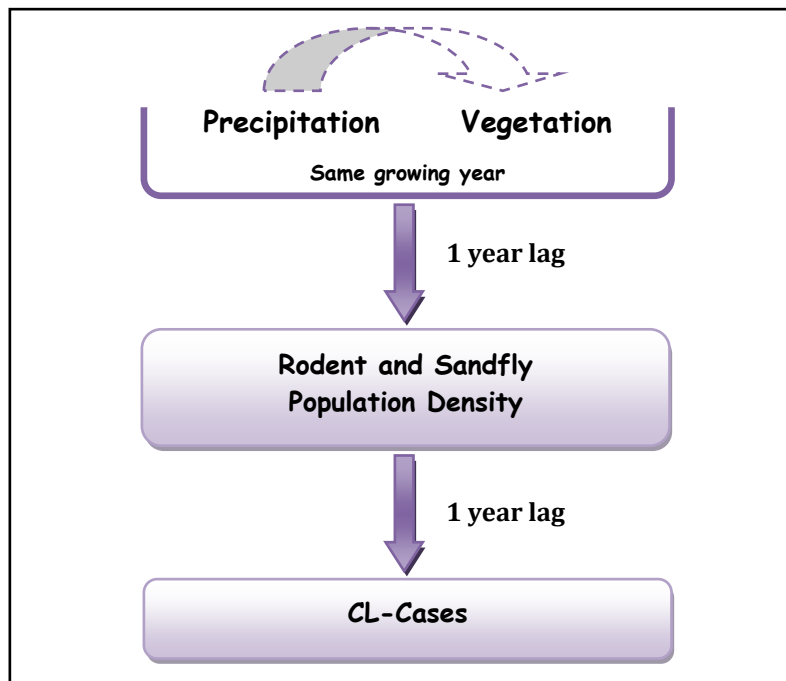 Precipitation Vegetation
Same growing year
1 year lag
Rodent and Sandfly
Population Density
1 year lag
CL-Cases